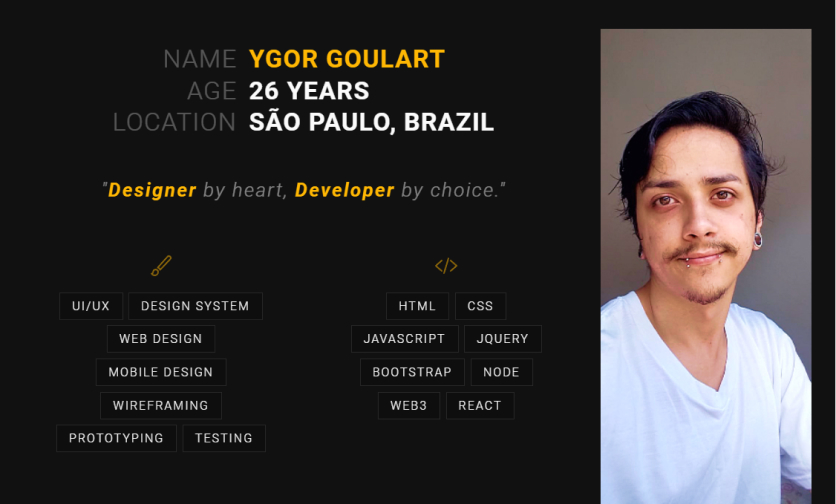 NAME YGOR GOULART
AGE 26 YEARS
LOCATION SÃO PAULO, BRAZIL
"Designer by heart, Developer by choice."
UI/UX DESIGN SYSTEM
WEB DESIGN
MOBILE DESIGN
WIREFRAMING
PROTOTYPING TESTING
</>
HTML CSS
JAVASCRIPT JQUERY
BOOTSTRAP NODE
WEB3 REACT